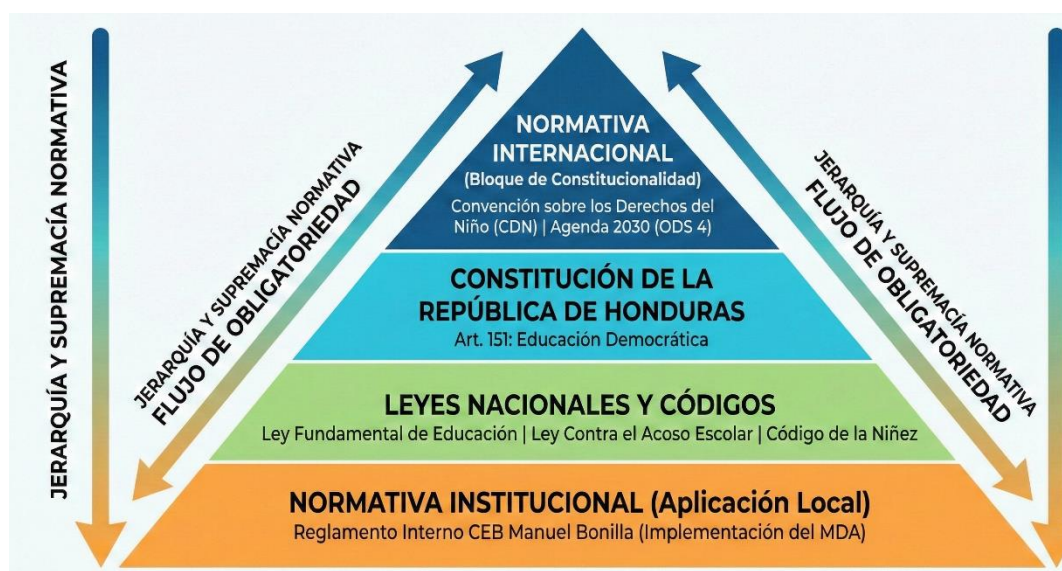 JERARQUÍA Y SUPREMACÍA NORMATIVA
JERARQUÍA Y SUPREMACÍA NORMATIVA
FLUJO DE OBLIGATORIEDAD
NORMATIVA
INTERNACIONAL
(Bloque de Constitucionalidad)
Convención sobre los Derechos del
Niño (CDN) | Agenda 2030 (ODS 4)
CONSTITUCIÓN DE LA
REPÚBLICA DE HONDURAS
Art. 151: Educación Democrática
LEYES NACIONALES Y CÓDIGOS
Ley Fundamental de Educación | Ley Contra el Acoso Escolar | Código de la Niñez
NORMATIVA INSTITUCIONAL (Aplicación Local)
Reglamento Interno CEB Manuel Bonilla (Implementación del MDA)
JERARQUÍA Y SUPREMACÍA NORMATIVA
FLUJO DE OBLIGATORIEDAD